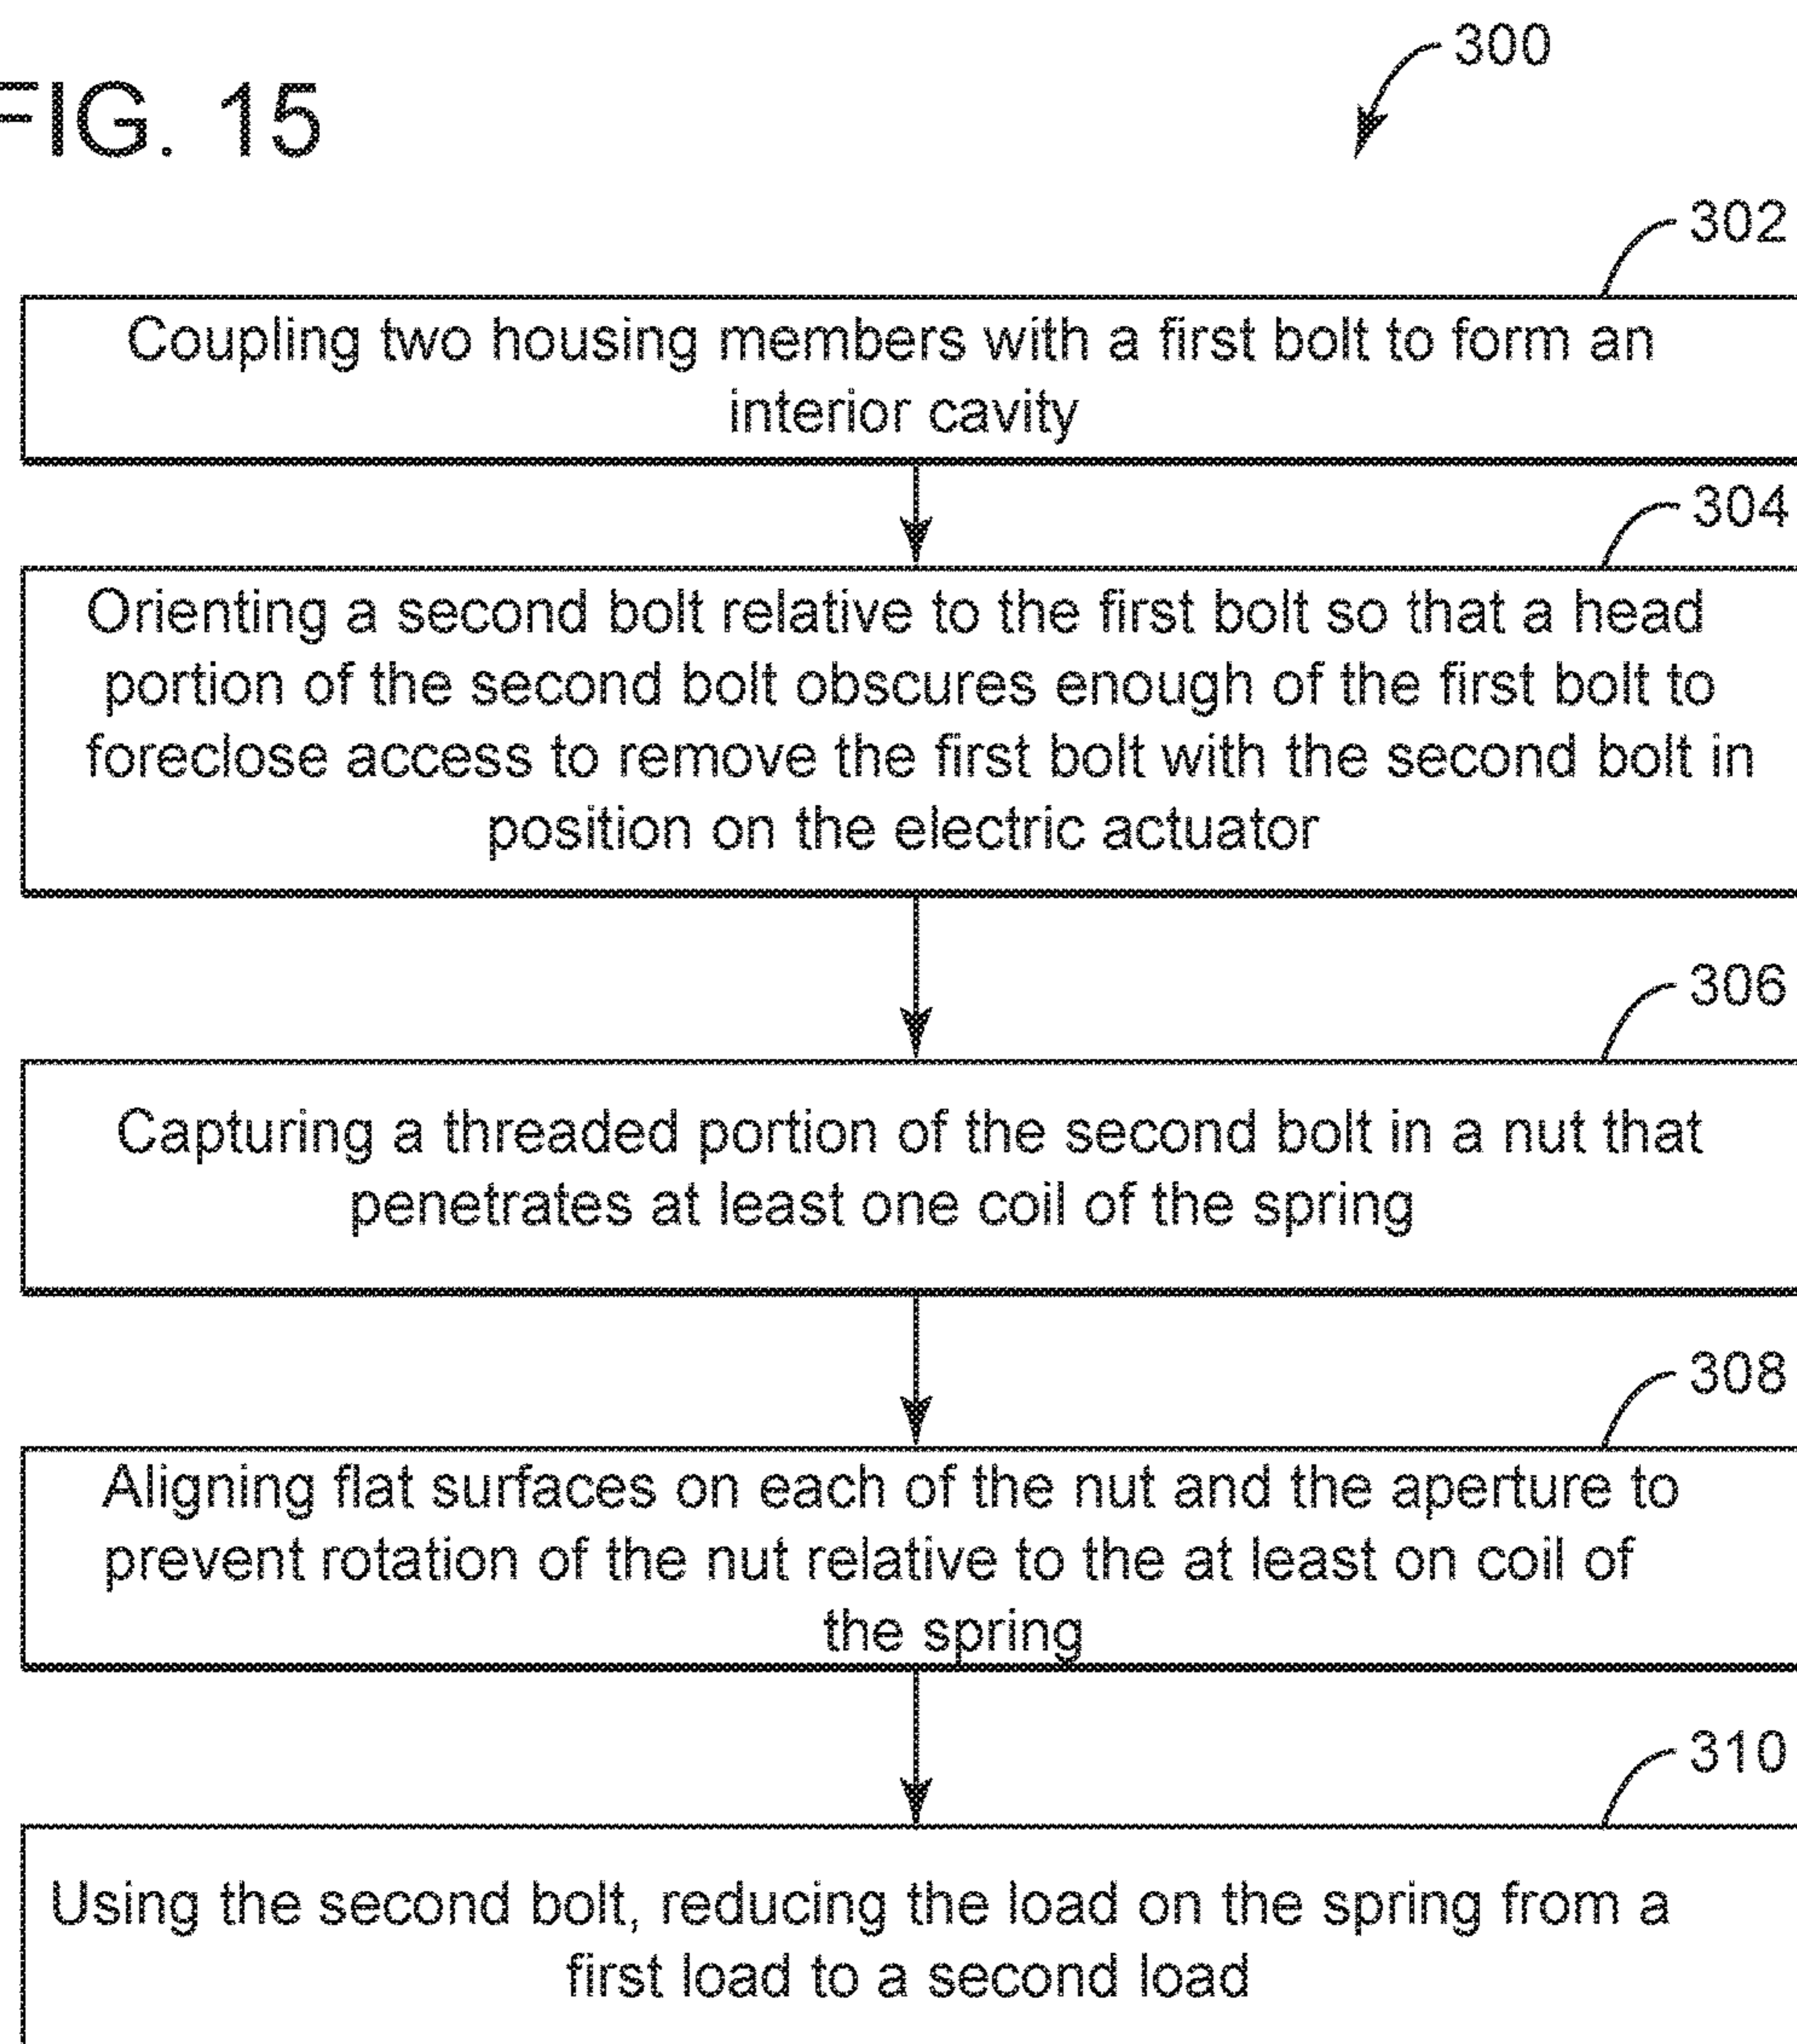 FIG. 15
300
302
Coupling two housing members with a first bolt to form an
interior cavity
304
Orienting a second bolt relative to the first bolt so that a head
portion of the second bolt obscures enough of the first bolt to
foreclose access to remove the first bolt with the second bolt in
position on the electric actuator
306
Capturing a threaded portion of the second bolt in a nut that
penetrates at least one coil of the spring
308
Aligning flat surfaces on each of the nut and the aperture to
prevent rotation of the nut relative to the at least on coil of
the spring
310
Using the second bolt, reducing the load on the spring from a
first load to a second load